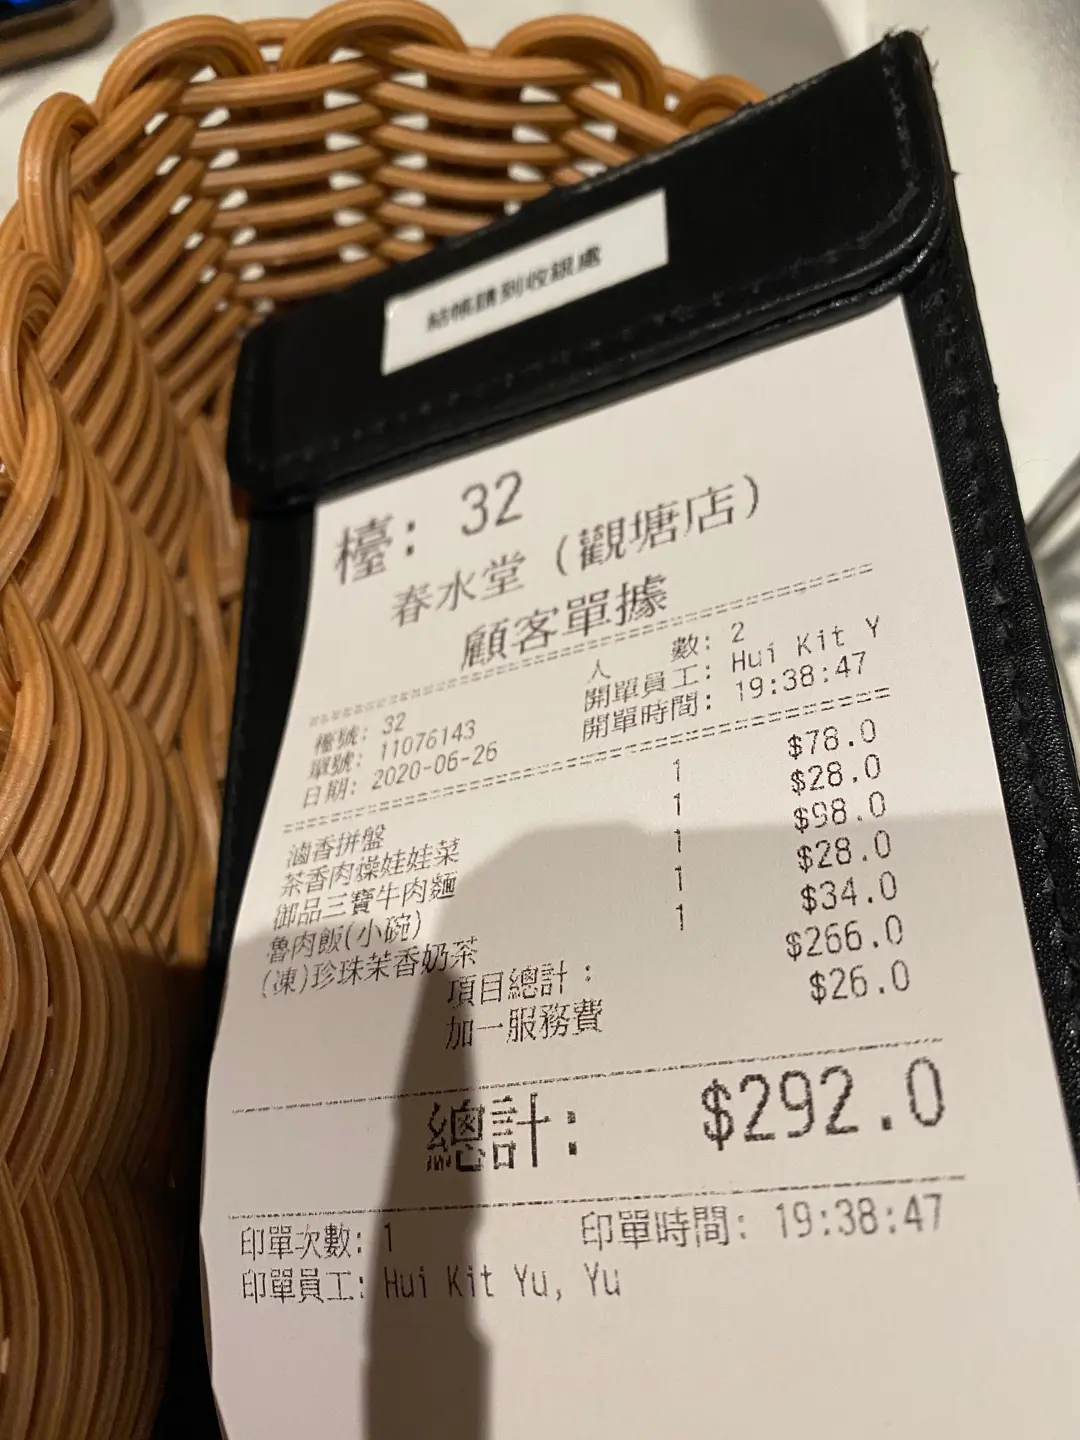 結帳請到收銀處
檯: 32
春水堂 (觀塘店)
顧客單據
人 數: 2
檯號: 32 開單員工: Hui Kit Y
單號: 11076143 開單時間: 19:38:47
日期: 2020-06-26
滷香拼盤 1 $78.0
茶香肉燥娃娃菜 1 $28.0
御品三寶牛肉麵 1 $98.0
魯肉飯(小碗) 1 $28.0
(凍)珍珠茉香奶茶 1 $34.0
項目總計： $266.0
加一服務費 $26.0
總計: $292.0
印單次數: 1 印單時間: 19:38:47
印單員工: Hui Kit Yu, Yu